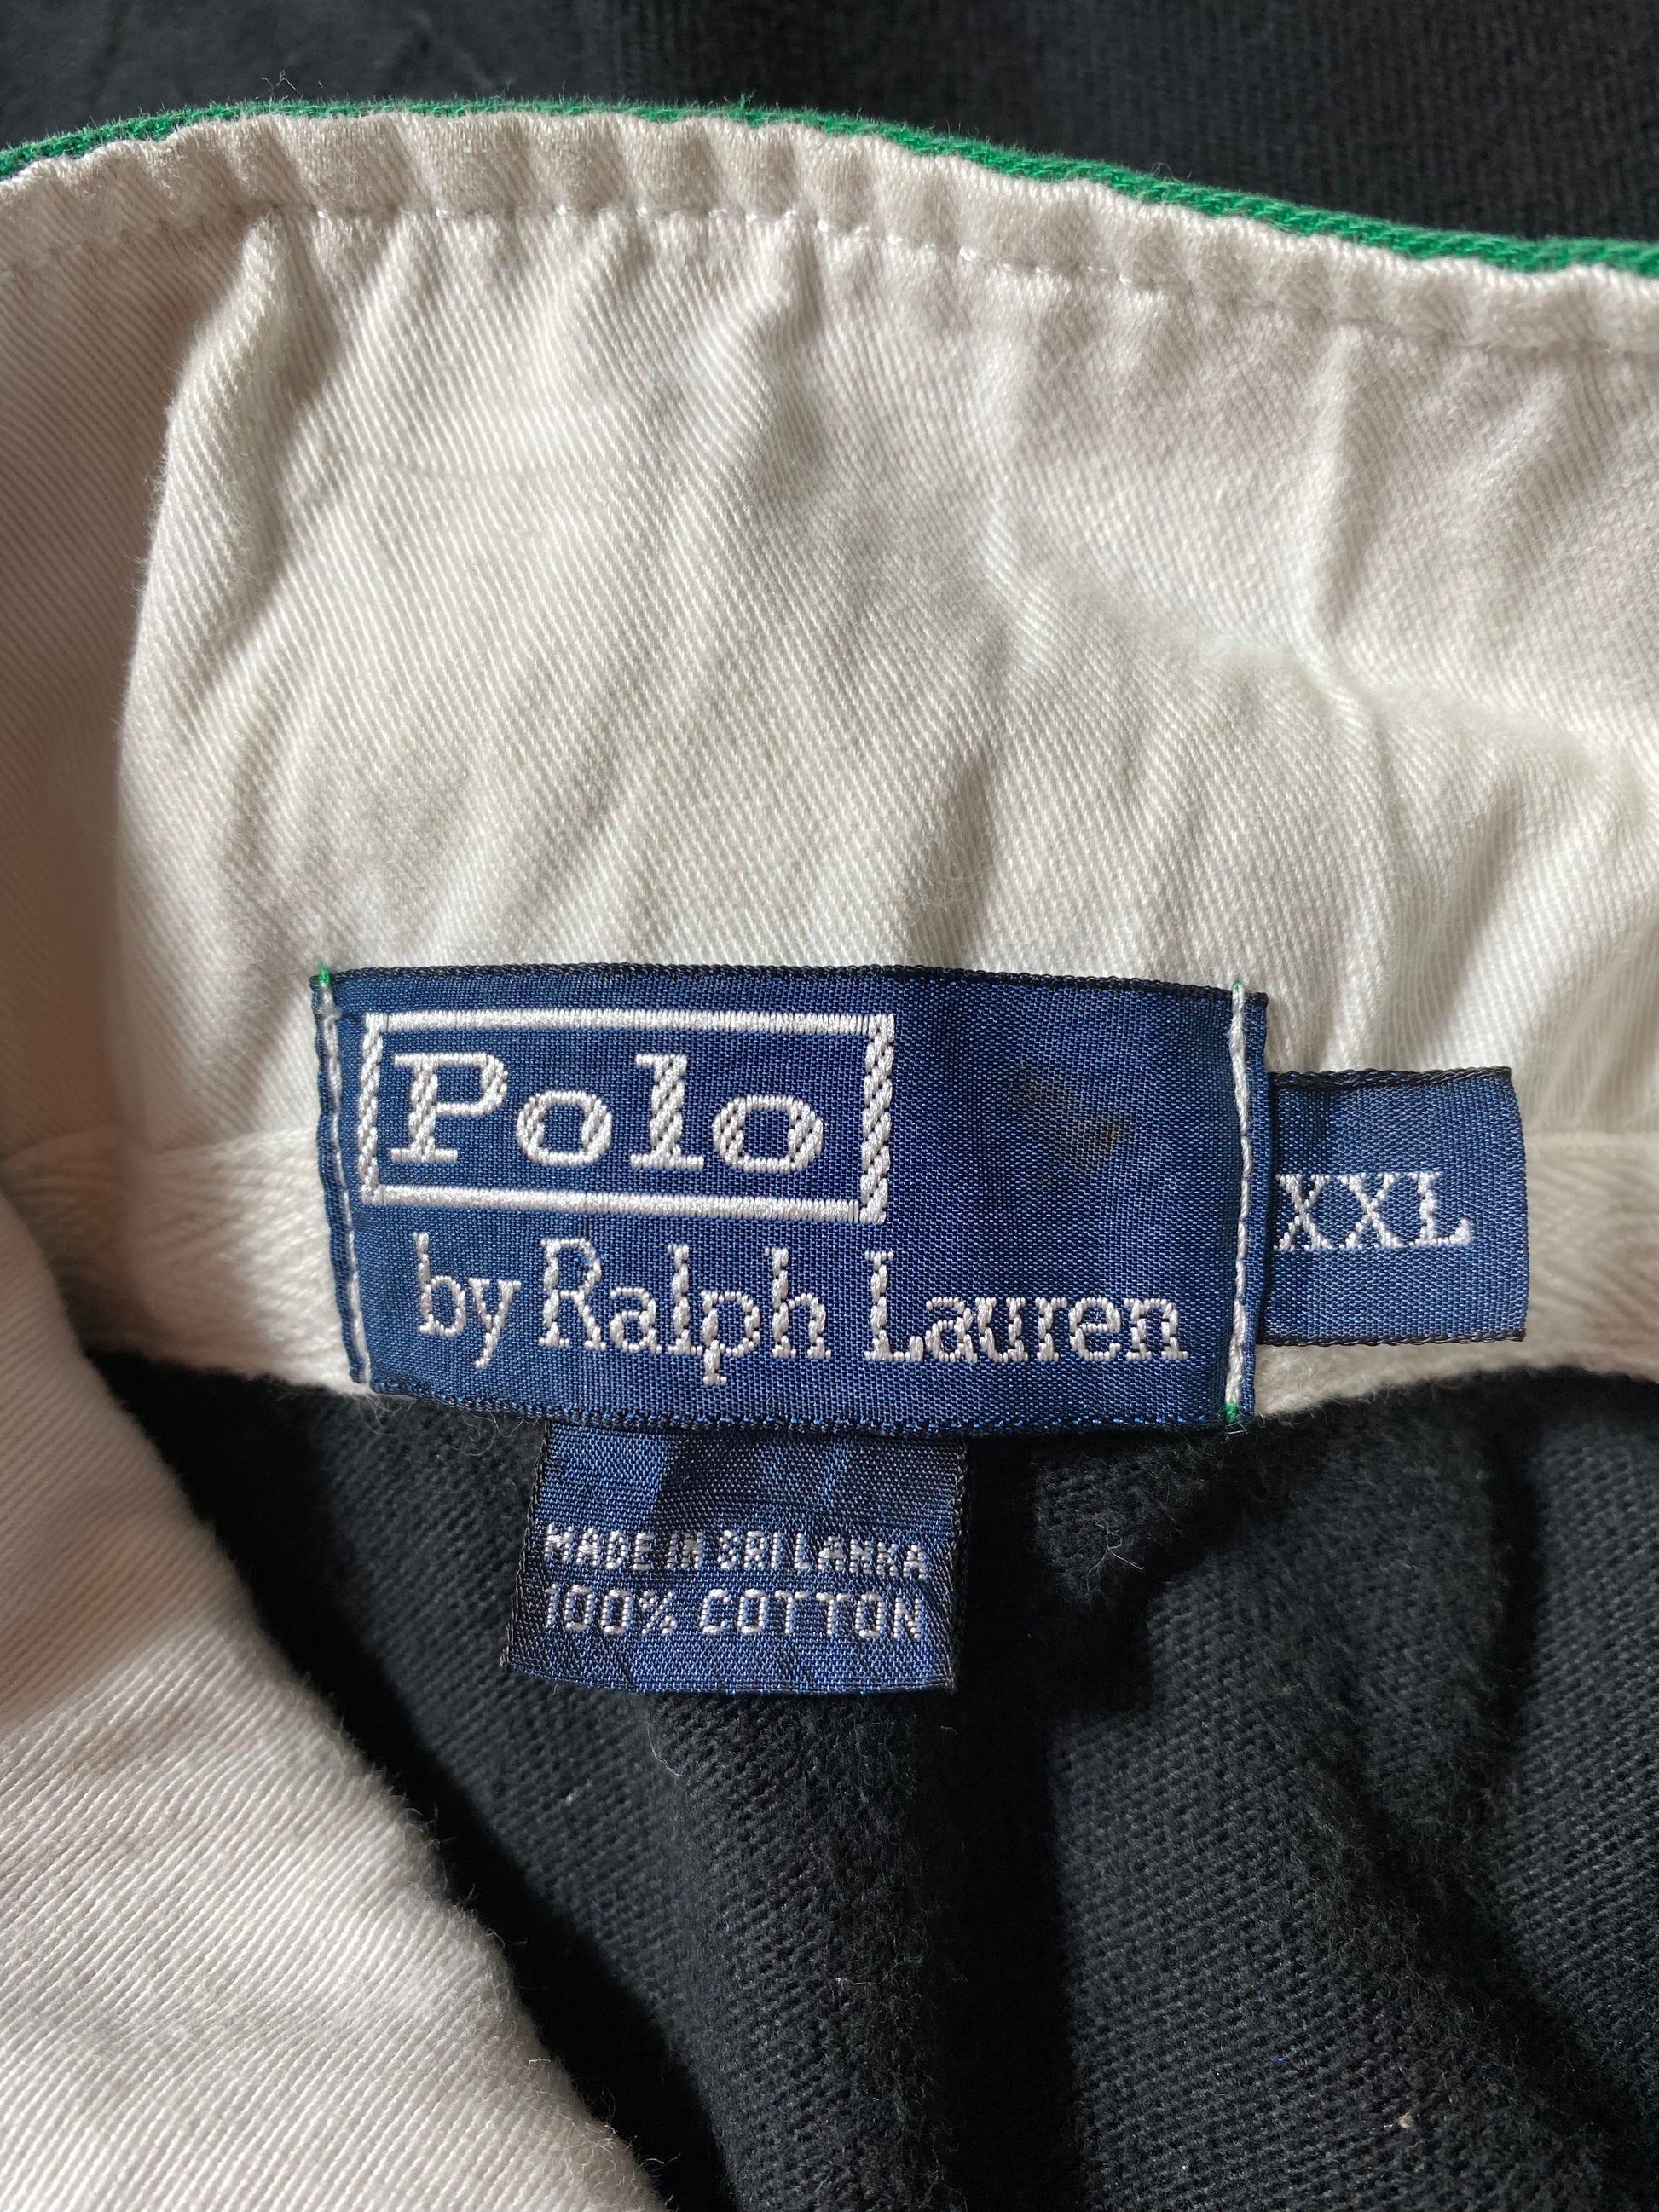 Polo
by Ralph Lauren
XXL
MADE IN SRI LANKA
100% COTTON